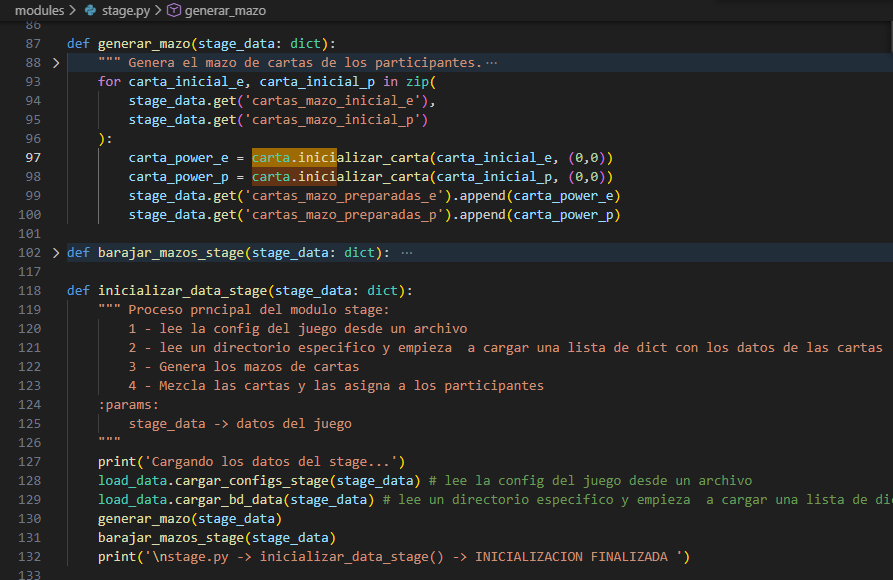 modules > stage.py > generar_mazo
86
87 def generar_mazo(stage_data: dict):
88 """ Genera el mazo de cartas de los participantes. ...
93 for carta_inicial_e, carta_inicial_p in zip(
94 stage_data.get('cartas_mazo_inicial_e'),
95 stage_data.get('cartas_mazo_inicial_p')
96 ):
97 carta_power_e = carta.inicializar_carta(carta_inicial_e, (0,0))
98 carta_power_p = carta.inicializar_carta(carta_inicial_p, (0,0))
99 stage_data.get('cartas_mazo_preparadas_e').append(carta_power_e)
100 stage_data.get('cartas_mazo_preparadas_p').append(carta_power_p)
101
102 def barajar_mazos_stage(stage_data: dict): ...
117
118 def inicializar_data_stage(stage_data: dict):
119 """ Proceso prncipal del modulo stage:
120 1 - lee la config del juego desde un archivo
121 2 - lee un directorio especifico y empieza  a cargar una lista de dict con los datos de las cartas
122 3 - Genera los mazos de cartas
123 4 - Mezcla las cartas y las asigna a los participantes
124 :params:
125 stage_data -> datos del juego
126 """
127 print('Cargando los datos del stage...')
128 load_data.cargar_configs_stage(stage_data) # lee la config del juego desde un archivo
129 load_data.cargar_bd_data(stage_data) # lee un directorio especifico y empieza  a cargar una lista de dic
130 generar_mazo(stage_data)
131 barajar_mazos_stage(stage_data)
132 print('\nstage.py -> inicializar_data_stage() -> INICIALIZACION FINALIZADA ')
133